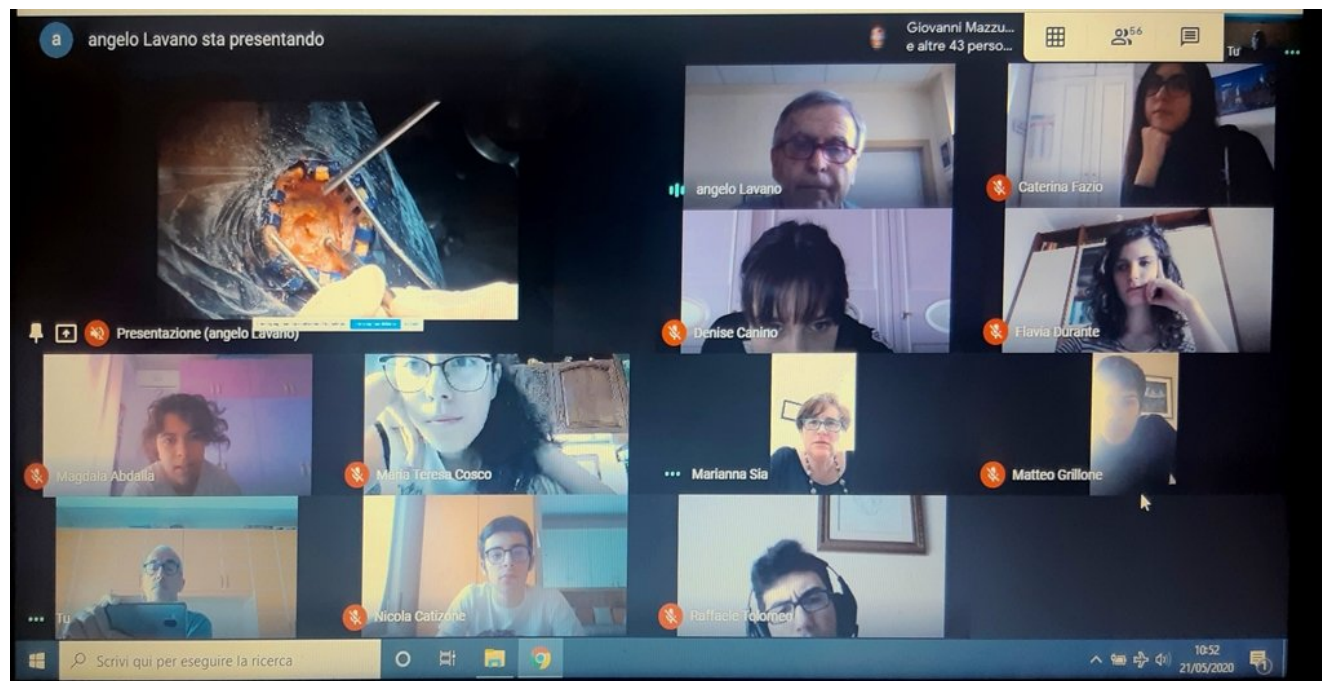 a
angelo Lavano sta presentando
Giovanni Mazzu...
e altre 43 perso...
56
Tu
angelo Lavano
Caterina Fazio
Presentazione (angelo Lavano)
Denise Canino
Flavia Durante
Magdala Abdalla
Maria Teresa Cosco
Marianna Sia
Matteo Grillone
Tu
Nicola Catizone
Raffaele Tolomeo
Scrivi qui per eseguire la ricerca
10:52
21/05/2020
1